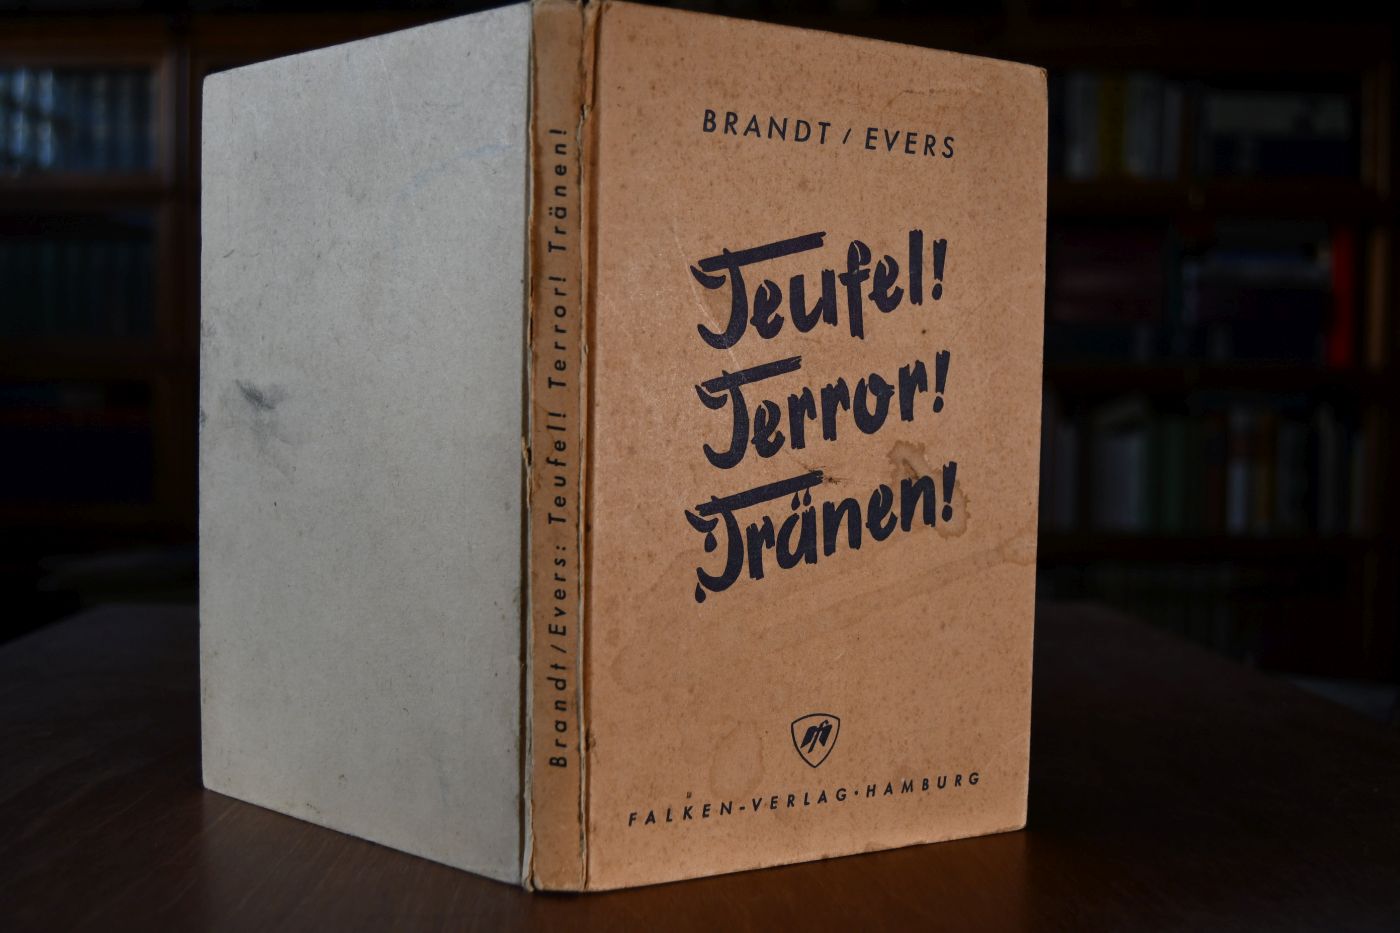 Brandt/Evers: Teufel! Terror! Tränen!
BRANDT / EVERS
Teufel!
Terror!
Tränen!
FALKEN-VERLAG·HAMBURG